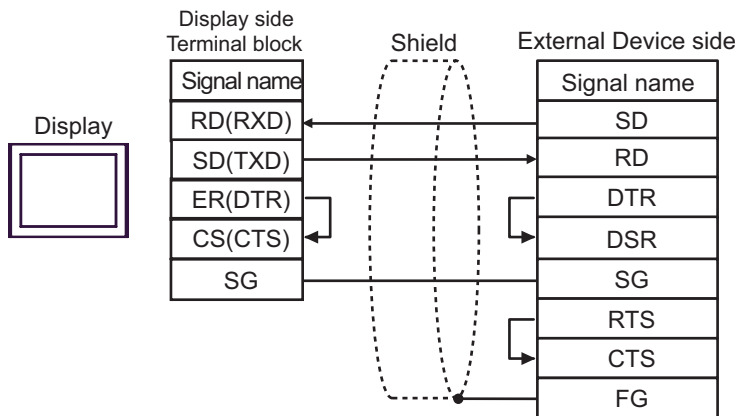 Display side
Terminal block
Shield
External Device side
Signal name
Signal name
Display
RD(RXD)
SD
SD(TXD)
RD
ER(DTR)
DTR
CS(CTS)
DSR
SG
SG
RTS
CTS
FG